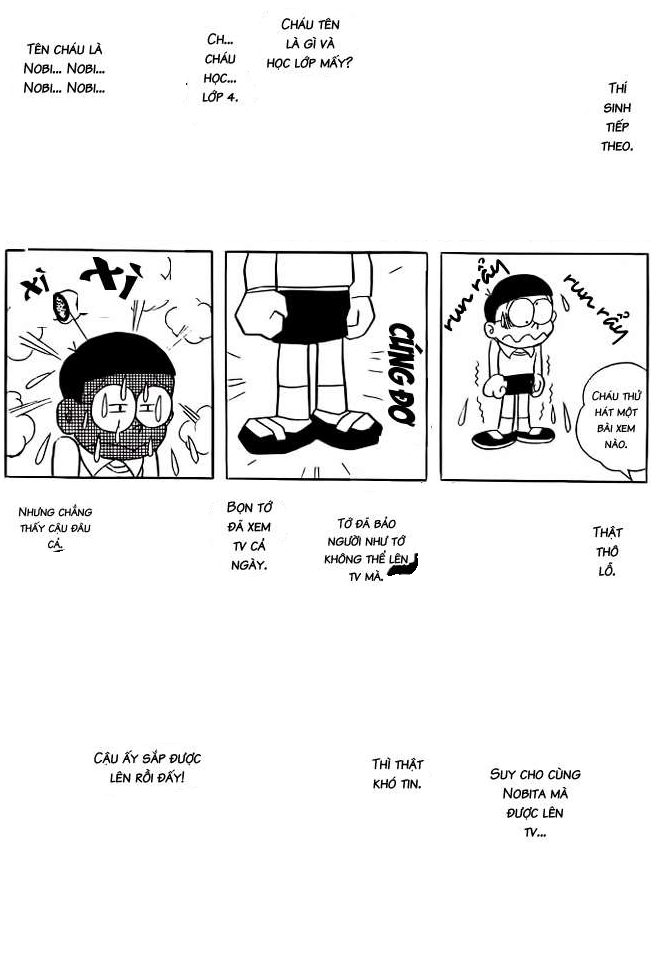 THÍ
SINH
TIẾP
THEO.
CHÁU TÊN
LÀ GÌ VÀ
HỌC LỚP MẤY?
CH...
CHÁU
HỌC...
LỚP 4.
TÊN CHÁU LÀ
NOBI... NOBI...
NOBI... NOBI...
run rẩy
run rẩy
CHÁU THỬ
HÁT MỘT
BÀI XEM
NÀO.
CỨNG ĐƠ
xì
xì
THẬT
THÔ
LỖ.
TỚ ĐÃ BẢO
NGƯỜI NHƯ TỚ
KHÔNG THỂ LÊN
TV MÀ.
BỌN TỚ
ĐÃ XEM
TV CẢ
NGÀY.
NHƯNG CHẲNG
THẤY CẬU ĐÂU
CẢ.
SUY CHO CÙNG
NOBITA MÀ
ĐƯỢC LÊN
TV...
THÌ THẬT
KHÓ TIN.
CẬU ẤY SẮP ĐƯỢC
LÊN RỒI ĐẤY!